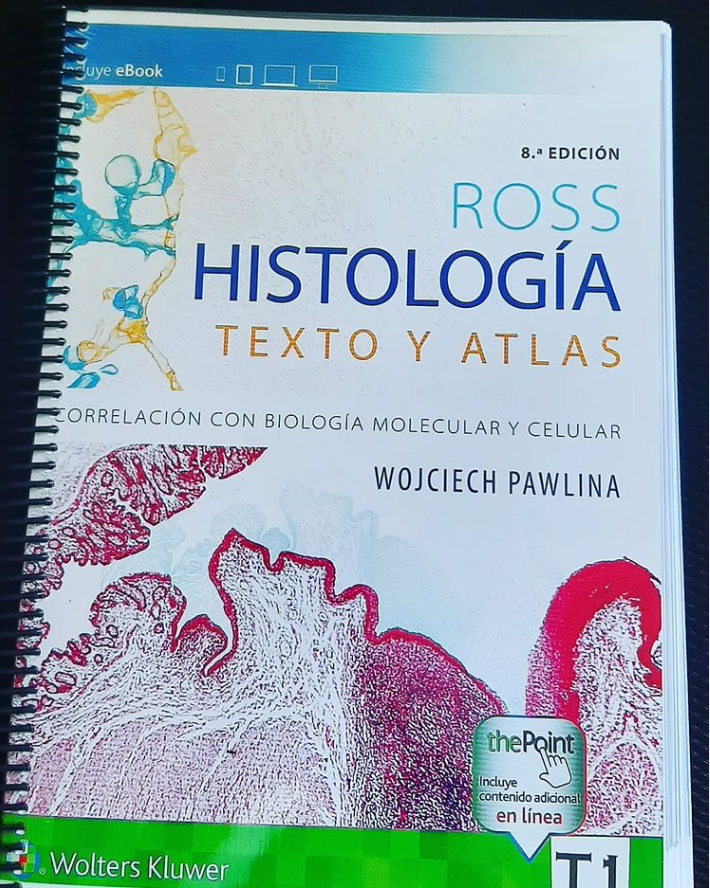 Incluye eBook
8.ª EDICIÓN
ROSS
HISTOLOGÍA
TEXTO Y ATLAS
CORRELACIÓN CON BIOLOGÍA MOLECULAR Y CELULAR
WOJCIECH PAWLINA
thePoint
Incluye
contenido adicional
en línea
Wolters Kluwer
T1